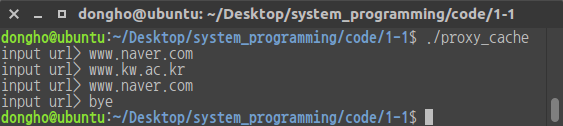 dongho@ubuntu: ~/Desktop/system_programming/code/1-1
dongho@ubuntu:~/Desktop/system_programming/code/1-1$ ./proxy_cache
input url> www.naver.com
input url> www.kw.ac.kr
input url> www.naver.com
input url> bye
dongho@ubuntu:~/Desktop/system_programming/code/1-1$